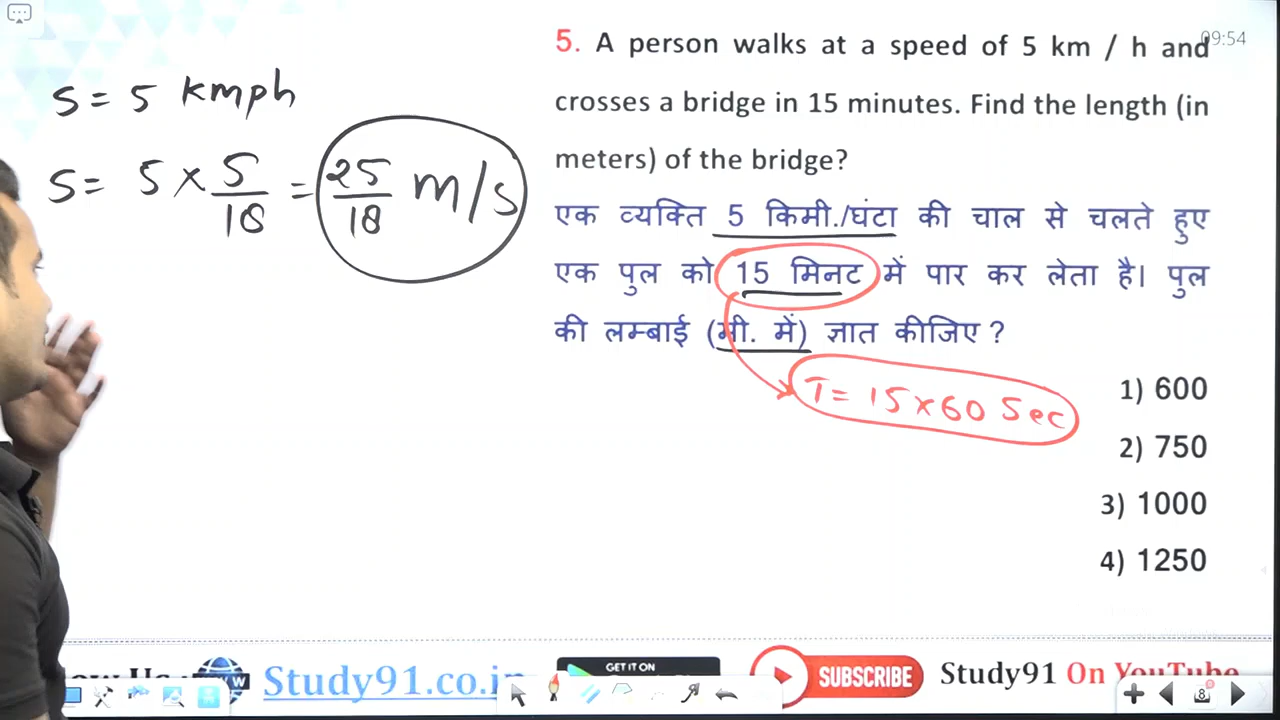 09:54
S = 5 kmph
S = 5 × 5/18 = 25/18 m/s
5. A person walks at a speed of 5 km / h and
crosses a bridge in 15 minutes. Find the length (in
meters) of the bridge?
एक व्यक्ति 5 किमी./घंटा की चाल से चलते हुए
एक पुल को 15 मिनट में पार कर लेता है। पुल
की लम्बाई (मी. में) ज्ञात कीजिए ?
T = 15×60 Sec
1) 600
2) 750
3) 1000
4) 1250
Study91.co.in
GET IT ON
SUBSCRIBE
Study91 On YouTube
8